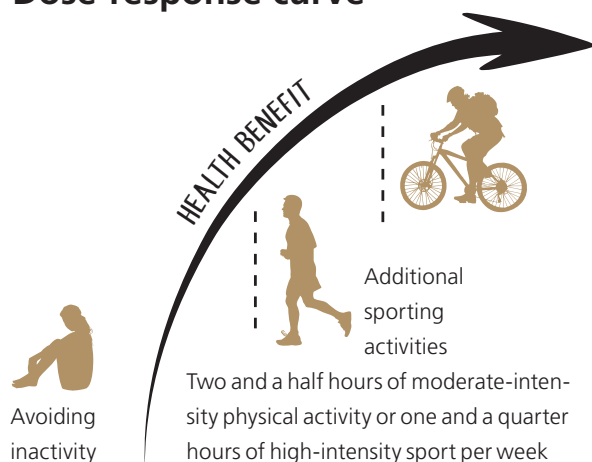 Dose-response curve
HEALTH BENEFIT
Additional
sporting
activities
Two and a half hours of moderate-inten-
sity physical activity or one and a quarter
hours of high-intensity sport per week
Avoiding
inactivity